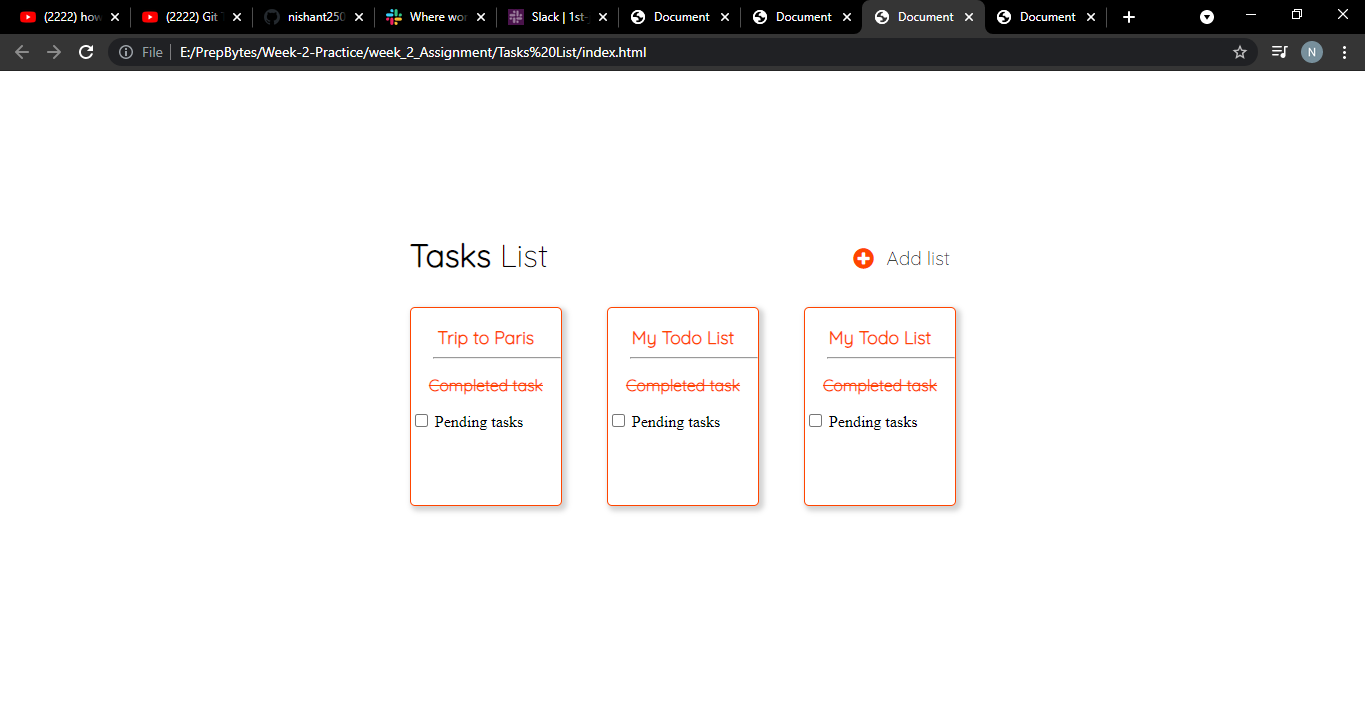 (2222) how
(2222) Git
nishant250
Where wor
Slack | 1st-
Document
Document
Document
Document
File
E:/PrepBytes/Week-2-Practice/week_2_Assignment/Tasks%20List/index.html
N
Tasks List
Add list
Trip to Paris
Completed task
Pending tasks
My Todo List
Completed task
Pending tasks
My Todo List
Completed task
Pending tasks